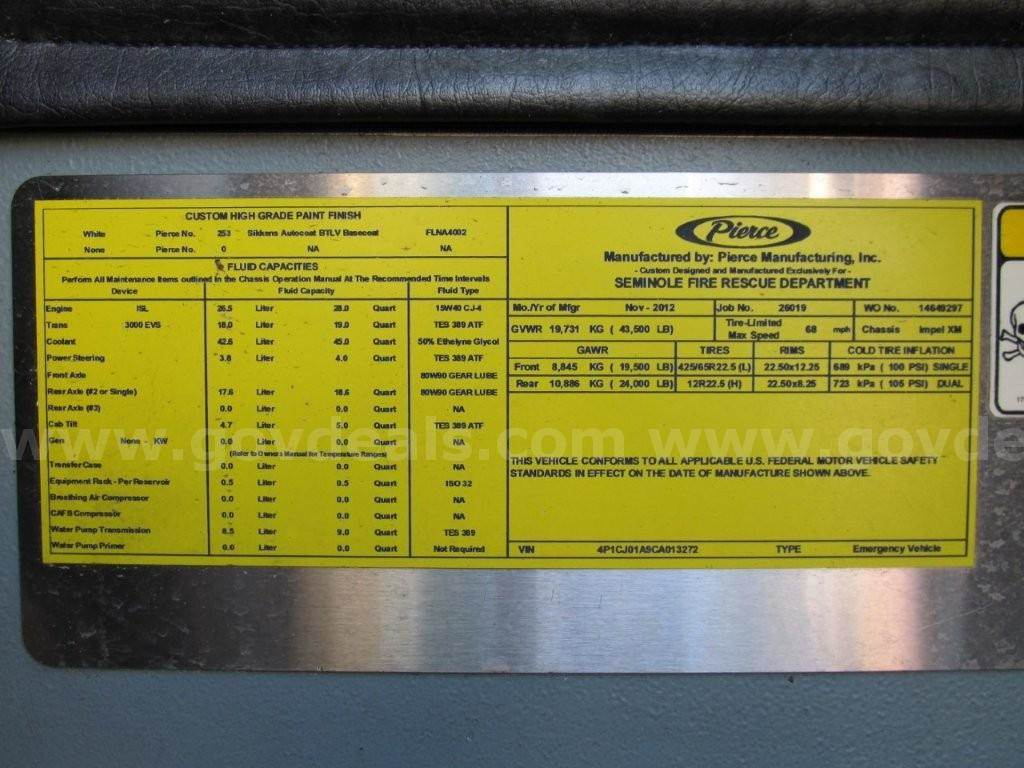 CUSTOM HIGH GRADE PAINT FINISH
White Pierce No. 253 Sikkens Autocoat BTLV Basecoat FLNA4002
None Pierce No. 0 NA NA
FLUID CAPACITIES
Perform All Maintenance Items outlined in the Chassis Operation Manual At The Recommended Time Intervals
Device Fluid Capacity Fluid Type
Engine ISL 26.5 Liter 28.0 Quart 15W40 CJ-4
Trans 3000 EVS 18.0 Liter 19.0 Quart TES 389 ATF
Coolant 42.6 Liter 45.0 Quart 50% Ethelyne Glycol
Power Steering 3.8 Liter 4.0 Quart TES 389 ATF
Front Axle 80W90 GEAR LUBE
Rear Axle (#2 or Single) 17.6 Liter 18.6 Quart 80W90 GEAR LUBE
Rear Axle (#3) 0.0 Liter 0.0 Quart NA
Cab Tilt 4.7 Liter 5.0 Quart TES 389 ATF
Gen None - KW 0.0 Liter 0.0 Quart NA
(Refer to Owners Manual for Temperature Ranges)
Transfer Case 0.0 Liter 0.0 Quart NA
Equipment Rack - Per Reservoir 0.5 Liter 0.5 Quart ISO 32
Breathing Air Compressor 0.0 Liter 0.0 Quart NA
CAFS Compressor 0.0 Liter 0.0 Quart NA
Water Pump Transmission 8.5 Liter 9.0 Quart TES 389
Water Pump Primer 0.0 Liter 0.0 Quart Not Required
Pierce
Manufactured by: Pierce Manufacturing, Inc.
- Custom Designed and Manufactured Exclusively For -
SEMINOLE FIRE RESCUE DEPARTMENT
Mo./Yr of Mfgr Nov - 2012 Job No. 26019 WO No. 14649297
GVWR 19,731 KG ( 43,500 LB) Tire-Limited Max Speed 68 mph Chassis Impel XM
GAWR TIRES RIMS COLD TIRE INFLATION
Front 8,845 KG ( 19,500 LB) 425/65R22.5 (L) 22.50x12.25 689 kPa ( 100 PSI) SINGLE
Rear 10,886 KG ( 24,000 LB) 12R22.5 (H) 22.50x8.25 723 kPa ( 105 PSI) DUAL
THIS VEHICLE CONFORMS TO ALL APPLICABLE U.S. FEDERAL MOTOR VEHICLE SAFETY
STANDARDS IN EFFECT ON THE DATE OF MANUFACTURE SHOWN ABOVE.
VIN 4P1CJ01A9CA013272 TYPE Emergency Vehicle
www.govdeals.com www.govde